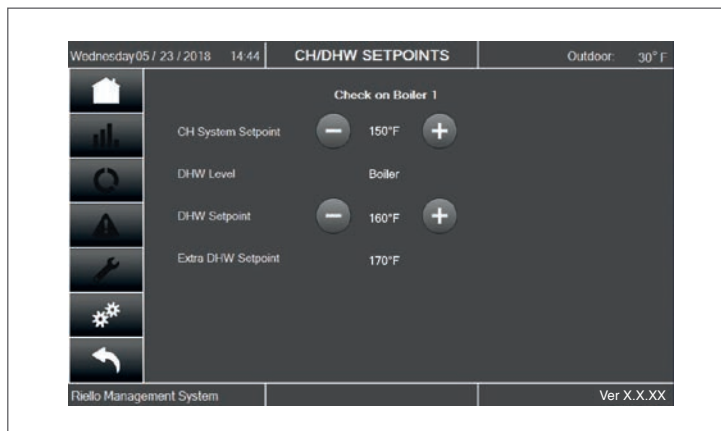 Wednesday 05 / 23 / 2018 14:44 CH/DHW SETPOINTS Outdoor: 30° F
Check on Boiler 1
CH System Setpoint 150°F
DHW Level Boiler
DHW Setpoint 160°F
Extra DHW Setpoint 170°F
Riello Management System Ver X.X.XX